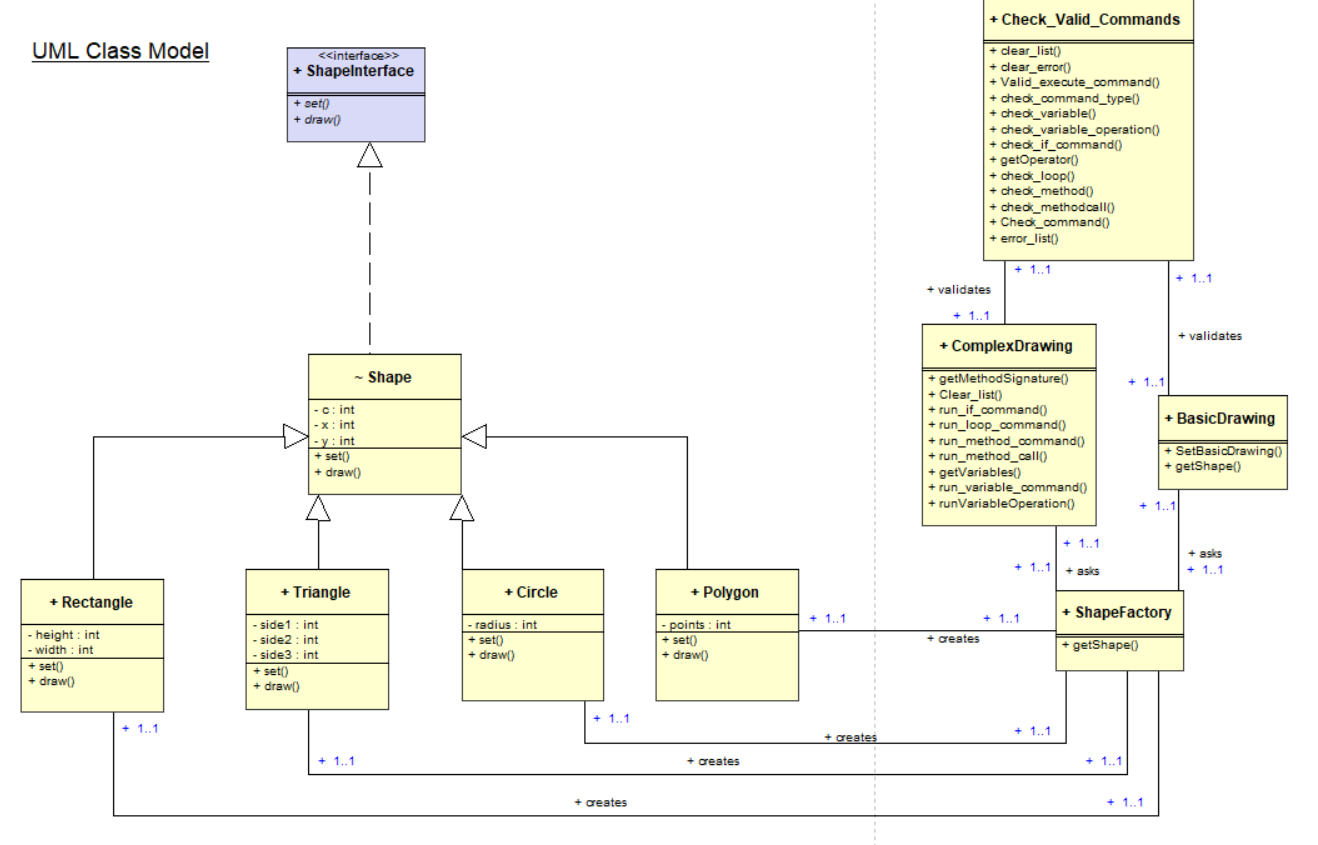 UML Class Model
<<interface>>
+ ShapeInterface
+ set()
+ draw()
+ Check_Valid_Commands
+ clear_list()
+ clear_error()
+ Valid_execute_command()
+ check_command_type()
+ check_variable()
+ check_variable_operation()
+ check_if_command()
+ getOperator()
+ check_loop()
+ check_method()
+ check_methodcall()
+ Check_command()
+ error_list()
+ 1..1
+ 1..1
+ validates
+ 1..1
+ validates
+ 1..1
+ ComplexDrawing
+ getMethodSignature()
+ Clear_list()
+ run_if_command()
+ run_loop_command()
+ run_method_command()
+ run_method_call()
+ getVariables()
+ run_variable_command()
+ runVariableOperation()
+ BasicDrawing
+ SetBasicDrawing()
+ getShape()
+ 1..1
+ 1..1
+ asks
+ 1..1
+ asks
+ 1..1
~ Shape
- c : int
- x : int
- y : int
+ set()
+ draw()
+ Rectangle
- height : int
- width : int
+ set()
+ draw()
+ Triangle
- side1 : int
- side2 : int
- side3 : int
+ set()
+ draw()
+ Circle
- radius : int
+ set()
+ draw()
+ Polygon
- points : int
+ set()
+ draw()
+ ShapeFactory
+ getShape()
+ 1..1
+ 1..1
+ creates
+ 1..1
+ 1..1
+ creates
+ 1..1
+ 1..1
+ creates
+ 1..1
+ 1..1
+ creates
+ 1..1